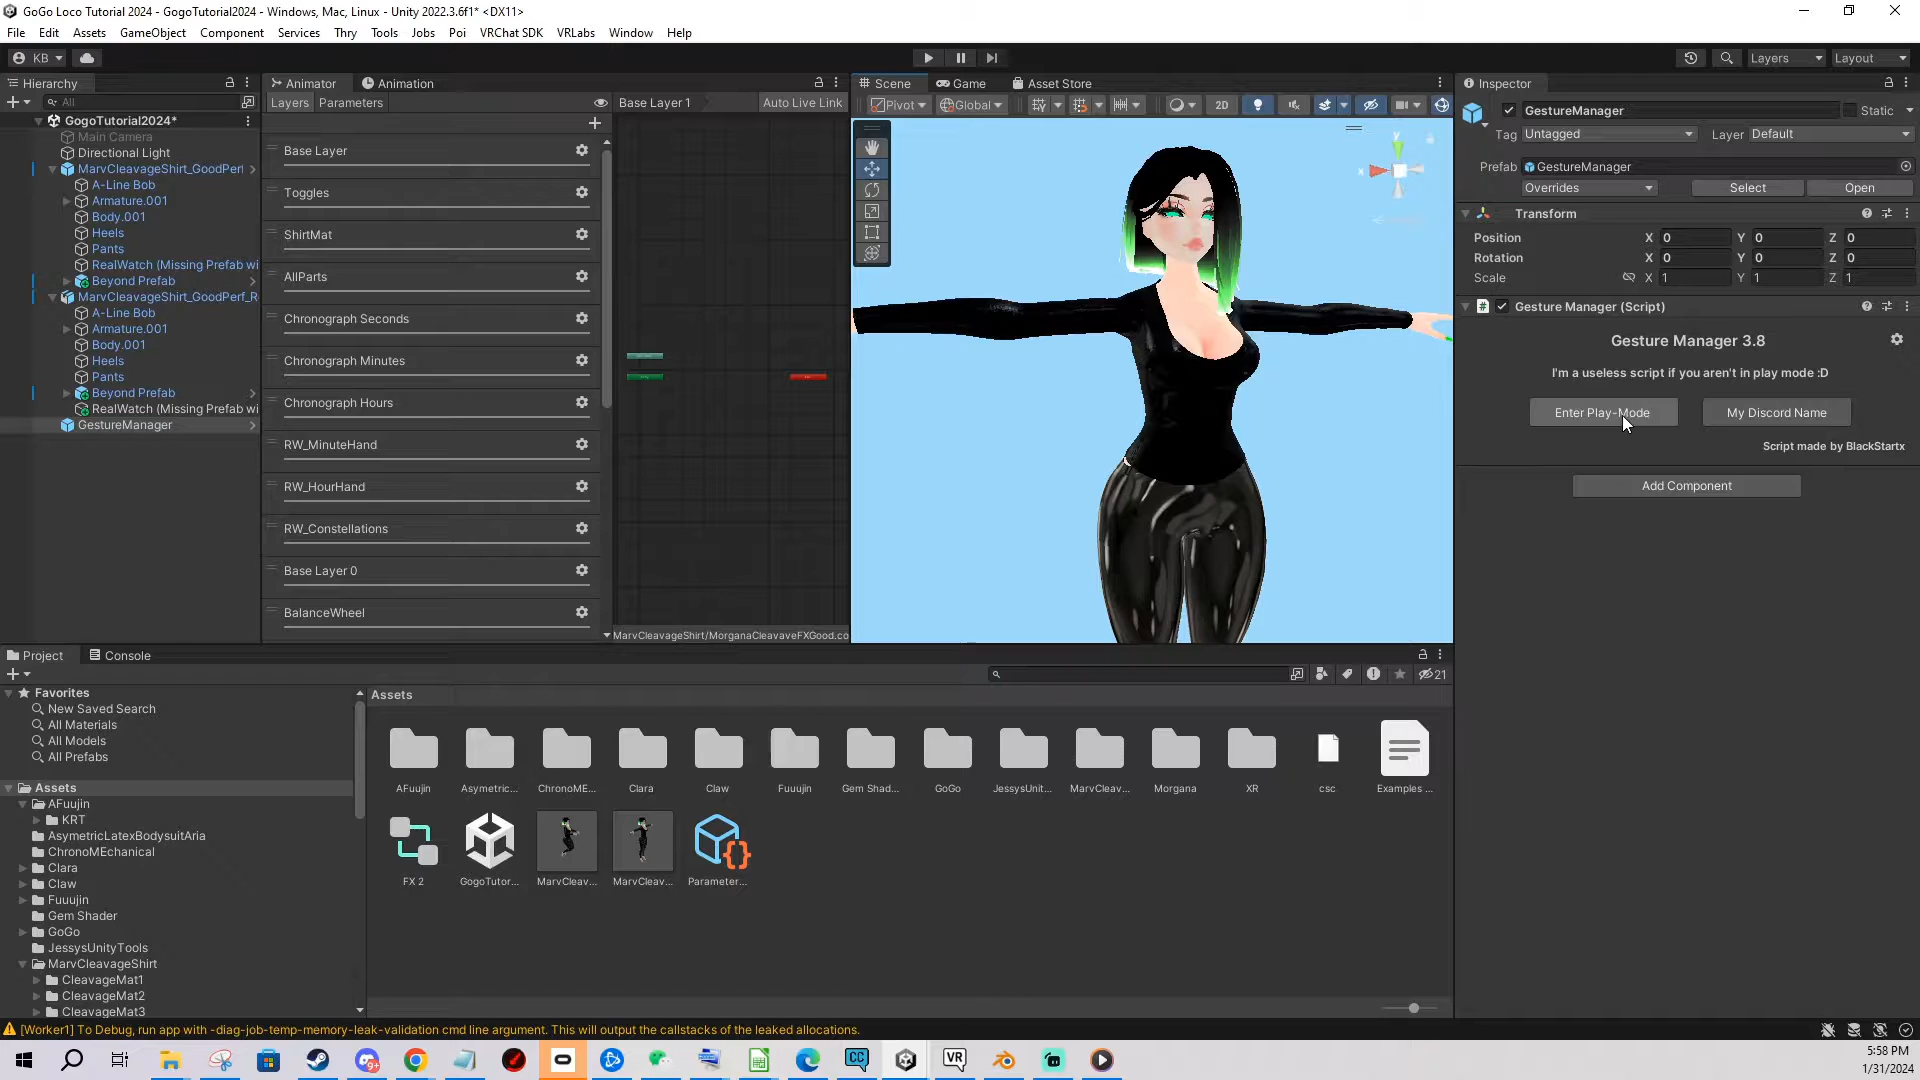 GoGo Loco Tutorial 2024 - GogoTutorial2024 - Windows, Mac, Linux - Unity 2022.3.6f1* <DX11>
File Edit Assets GameObject Component Services Thry Tools Jobs Poi VRChat SDK VRLabs Window Help
KB Layers Layout
Hierarchy
All
GogoTutorial2024*
Main Camera
Directional Light
MarvCleavageShirt_GoodPerf
A-Line Bob
Armature.001
Body.001
Heels
Pants
RealWatch (Missing Prefab wi
Beyond Prefab
MarvCleavageShirt_GoodPerf_R
A-Line Bob
Armature.001
Body.001
Heels
Pants
Beyond Prefab
RealWatch (Missing Prefab wi
GestureManager
Animator Animation
Layers Parameters Base Layer 1 Auto Live Link
Base Layer
Toggles
ShirtMat
AllParts
Chronograph Seconds
Chronograph Minutes
Chronograph Hours
RW_MinuteHand
RW_HourHand
RW_Constellations
Base Layer 0
BalanceWheel
MarvCleavageShirt/MorganaCleavaveFXGood.co
Scene Game Asset Store
Pivot Global 2D
y
x
Inspector
GestureManager Static
Tag Untagged Layer Default
Prefab GestureManager
Overrides Select Open
Transform
Position X 0 Y 0 Z 0
Rotation X 0 Y 0 Z 0
Scale X 1 Y 1 Z 1
Gesture Manager (Script)
Gesture Manager 3.8
I'm a useless script if you aren't in play mode :D
Enter Play-Mode My Discord Name
Script made by BlackStartx
Add Component
Project Console
21
Favorites
New Saved Search
All Materials
All Models
All Prefabs
Assets
AFuujin
KRT
AsymetricLatexBodysuitAria
ChronoMEchanical
Clara
Claw
Fuuujin
Gem Shader
GoGo
JessysUnityTools
MarvCleavageShirt
CleavageMat1
CleavageMat2
CleavageMat3
Assets
AFuujin Asymetric... ChronoME... Clara Claw Fuuujin Gem Shad... GoGo JessysUnit... MarvCleav... Morgana XR csc Examples ...
FX 2 GogoTutor... MarvCleav... MarvCleav... Parameter...
[Worker1] To Debug, run app with -diag-job-temp-memory-leak-validation cmd line argument. This will output the callstacks of the leaked allocations.
9+
CC
VR
5:58 PM
1/31/2024